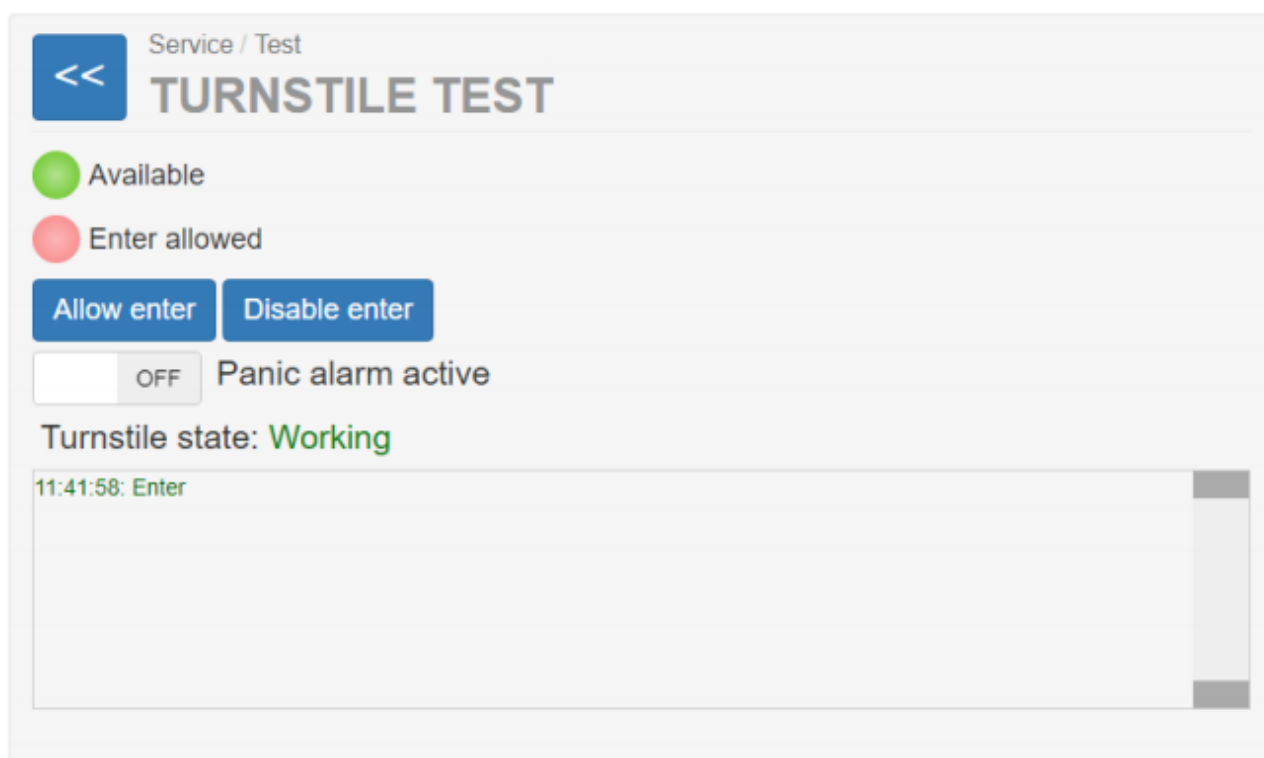 <<
Service / Test
TURNSTILE TEST
Available
Enter allowed
Allow enter Disable enter
OFF Panic alarm active
Turnstile state: Working
11:41:58: Enter